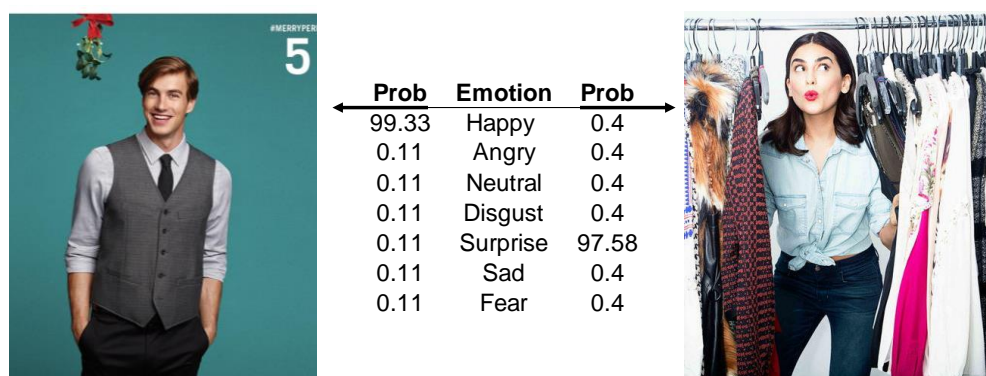 #MERRYPER
5
Prob Emotion Prob
99.33 Happy 0.4
0.11 Angry 0.4
0.11 Neutral 0.4
0.11 Disgust 0.4
0.11 Surprise 97.58
0.11 Sad 0.4
0.11 Fear 0.4